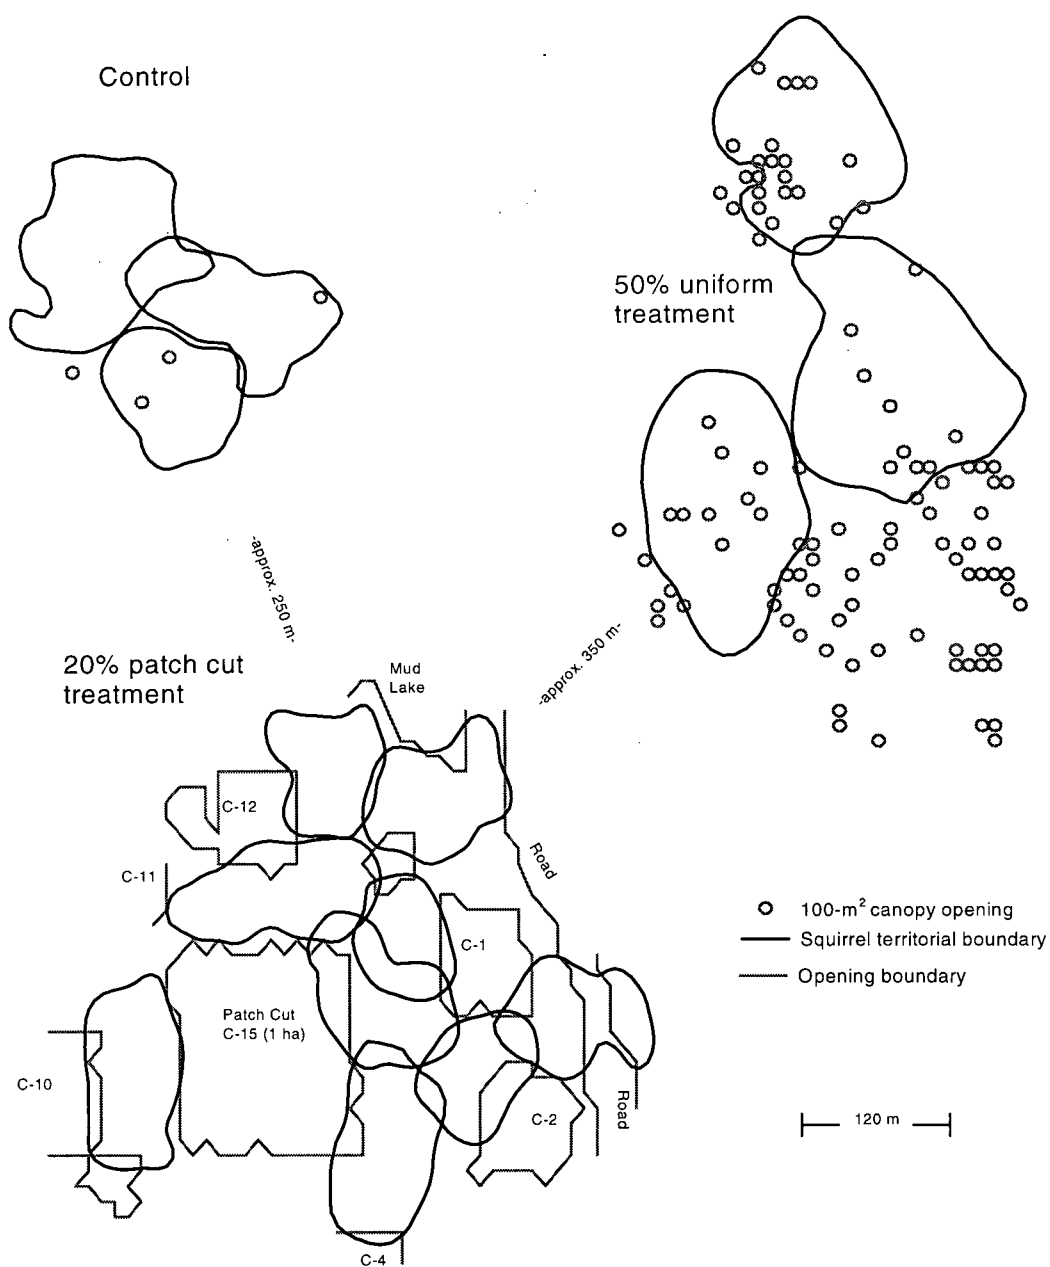 Control
50% uniform
treatment
-approx. 250 m-
-approx. 350 m-
20% patch cut
treatment
Mud
Lake
C-12
Road
C-11
C-1
100-m² canopy opening
Squirrel territorial boundary
Opening boundary
Patch Cut
C-15 (1 ha)
C-10
C-2
Road
120 m
C-4